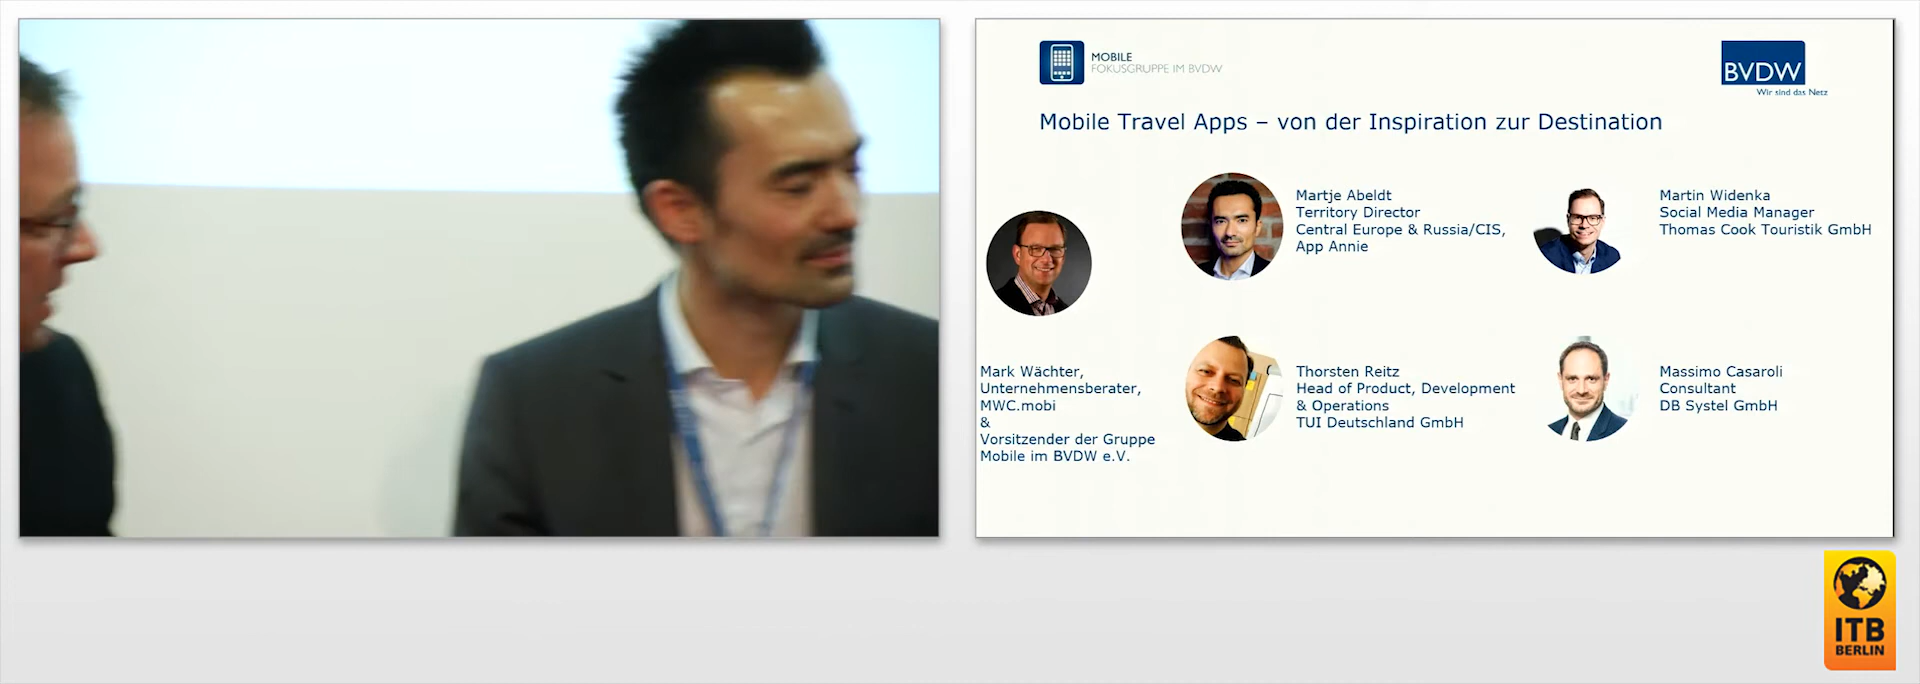 MOBILE
FOKUSGRUPPE IM BVDW
BVDW
Wir sind das Netz
Mobile Travel Apps – von der Inspiration zur Destination
Martje Abeldt
Territory Director
Central Europe & Russia/CIS,
App Annie
Martin Widenka
Social Media Manager
Thomas Cook Touristik GmbH
Mark Wächter,
Unternehmensberater,
MWC.mobi
&
Vorsitzender der Gruppe
Mobile im BVDW e.V.
Thorsten Reitz
Head of Product, Development
& Operations
TUI Deutschland GmbH
Massimo Casaroli
Consultant
DB Systel GmbH
ITB
BERLIN